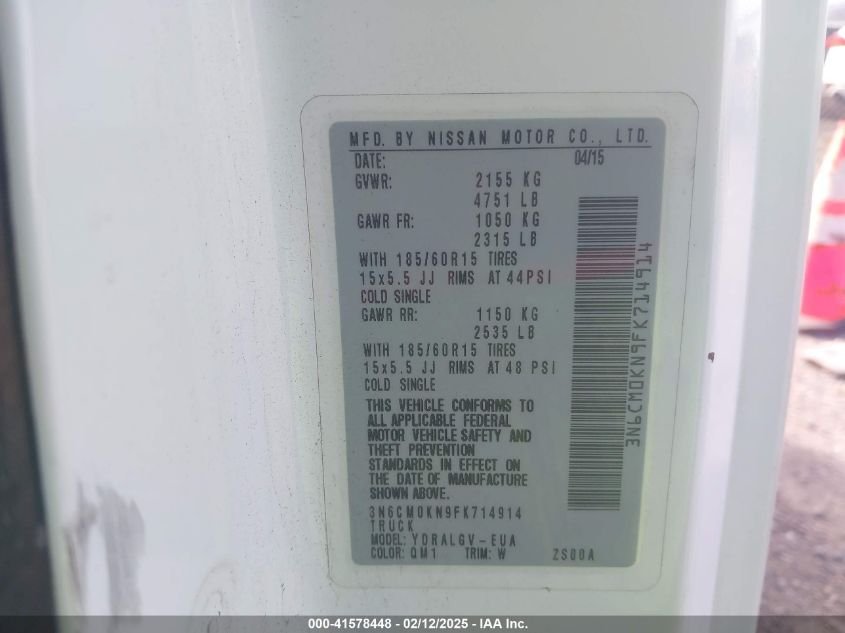 MFD. BY NISSAN MOTOR CO., LTD.
DATE: 04/15
GVWR: 2155 KG
4751 LB
GAWR FR: 1050 KG
2315 LB
WITH 185/60R15 TIRES
15x5.5 JJ RIMS AT 44PSI
COLD SINGLE
GAWR RR: 1150 KG
2535 LB
WITH 185/60R15 TIRES
15x5.5 JJ RIMS AT 48 PSI
COLD SINGLE
THIS VEHICLE CONFORMS TO
ALL APPLICABLE FEDERAL
MOTOR VEHICLE SAFETY AND
THEFT PREVENTION
STANDARDS IN EFFECT ON
THE DATE OF MANUFACTURE
SHOWN ABOVE.
3N6CM0KN9FK714914
TRUCK
MODEL: YDRALGV-EUA
COLOR: QM1 TRIM: W ZS00A
3N6CM0KN9FK714914
000-41578448 - 02/12/2025 - IAA Inc.